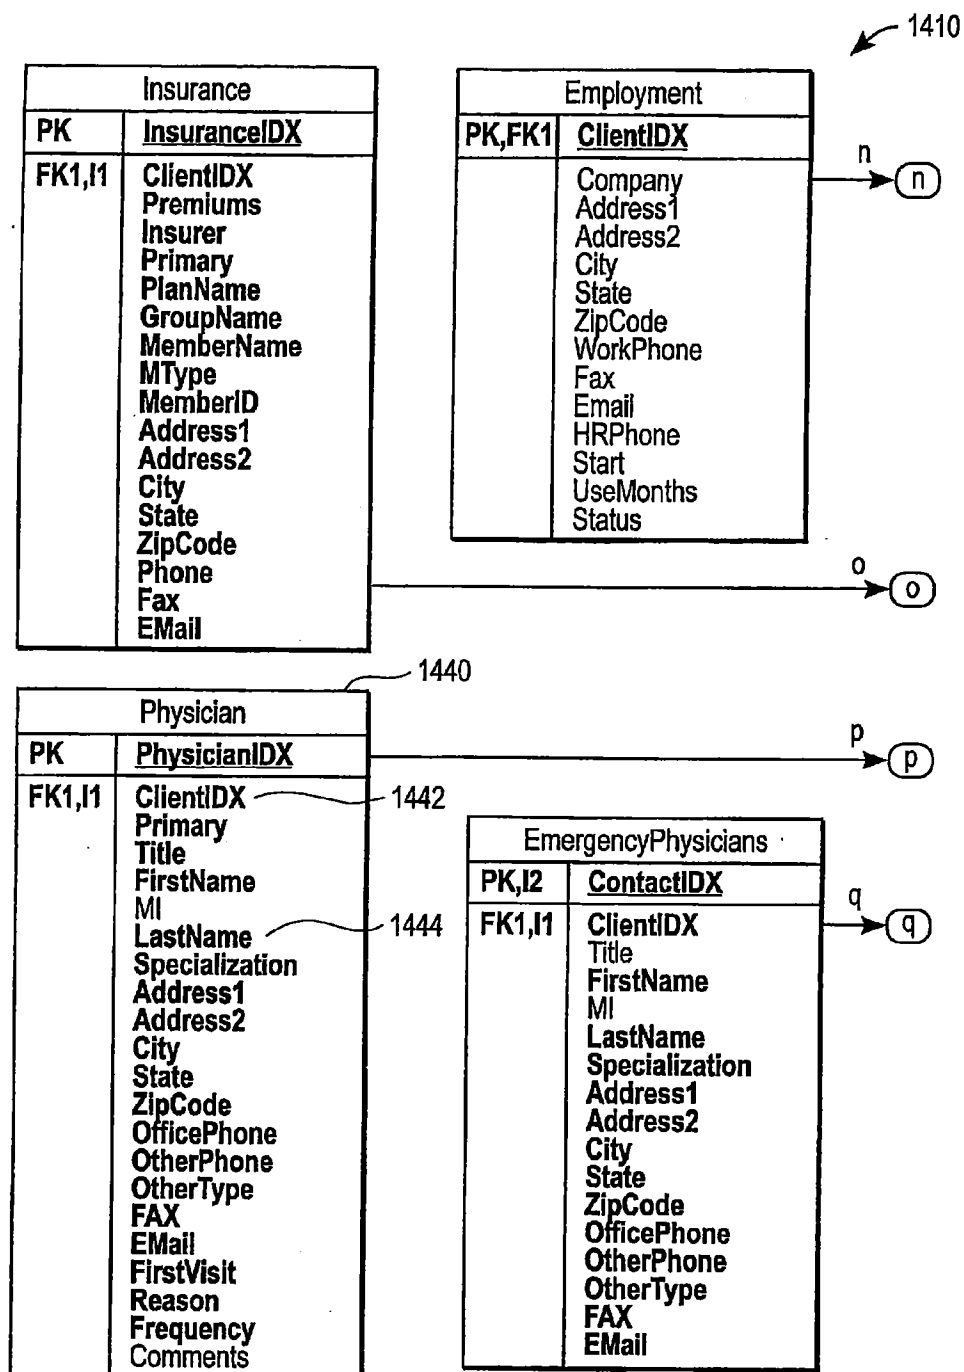 1410
Insurance
PK InsuranceIDX
FK1,I1 ClientIDX
Premiums
Insurer
Primary
PlanName
GroupName
MemberName
MType
MemberID
Address1
Address2
City
State
ZipCode
Phone
Fax
EMail
Employment
PK,FK1 ClientIDX
Company
Address1
Address2
City
State
ZipCode
WorkPhone
Fax
Email
HRPhone
Start
UseMonths
Status
n n
o o
1440
Physician
PK PhysicianIDX
FK1,I1 ClientIDX 1442
Primary
Title
FirstName
MI
LastName 1444
Specialization
Address1
Address2
City
State
ZipCode
OfficePhone
OtherPhone
OtherType
FAX
EMail
FirstVisit
Reason
Frequency
Comments
p p
EmergencyPhysicians
PK,I2 ContactIDX
FK1,I1 ClientIDX
Title
FirstName
MI
LastName
Specialization
Address1
Address2
City
State
ZipCode
OfficePhone
OtherPhone
OtherType
FAX
EMail
q q